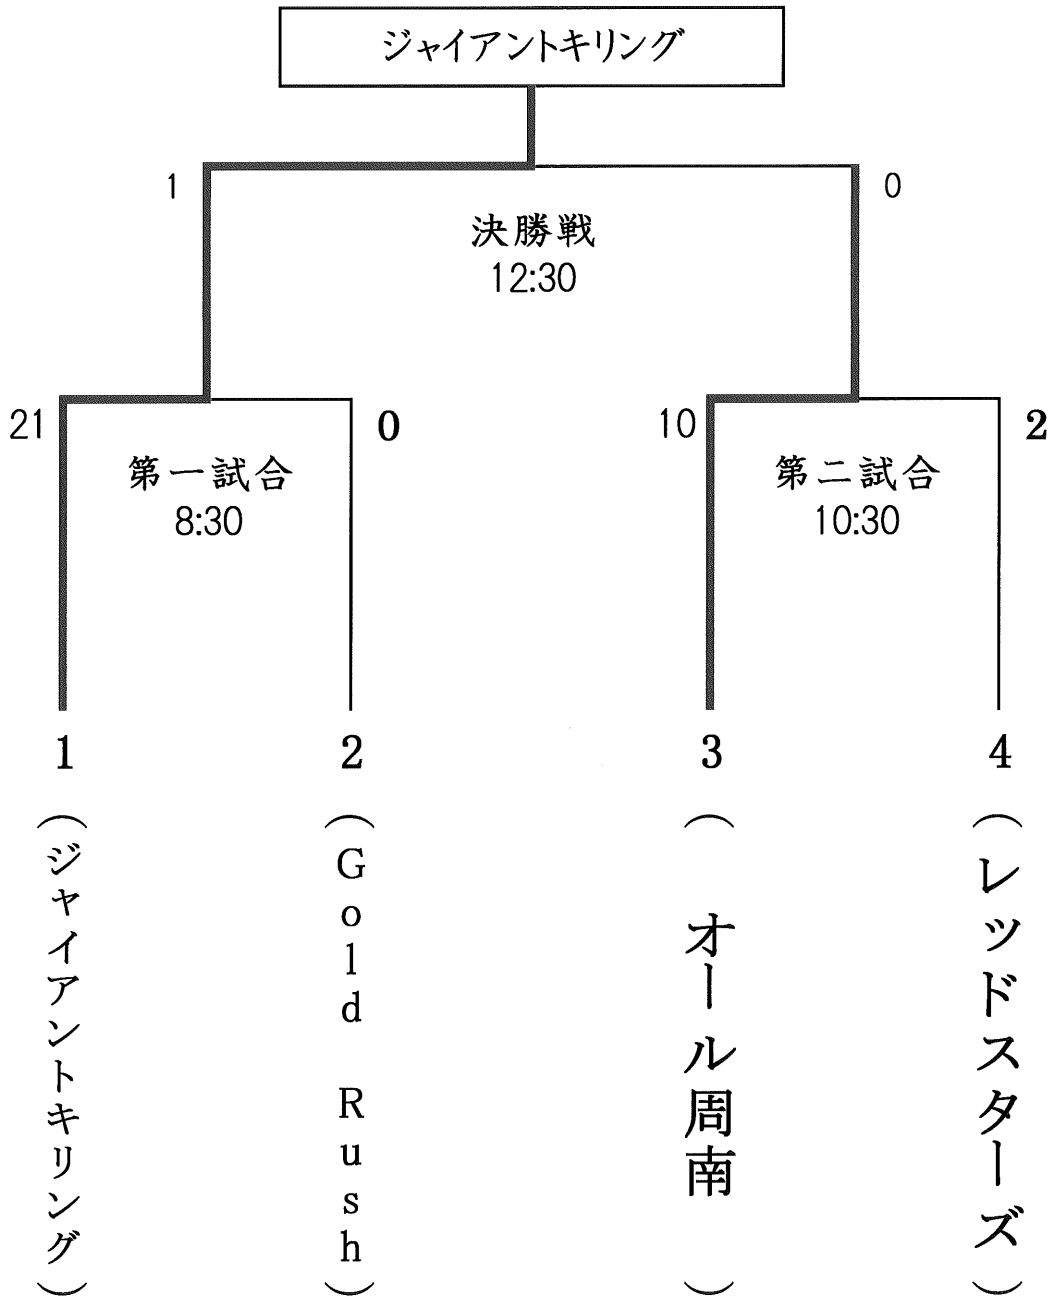 ジャイアントキリング
1
0
決勝戦
12:30
21
0
10
2
第一試合
8:30
第二試合
10:30
1
2
3
4
(ジャイアントキリング)
(Gold Rush)
(オール周南)
(レッドスターズ)